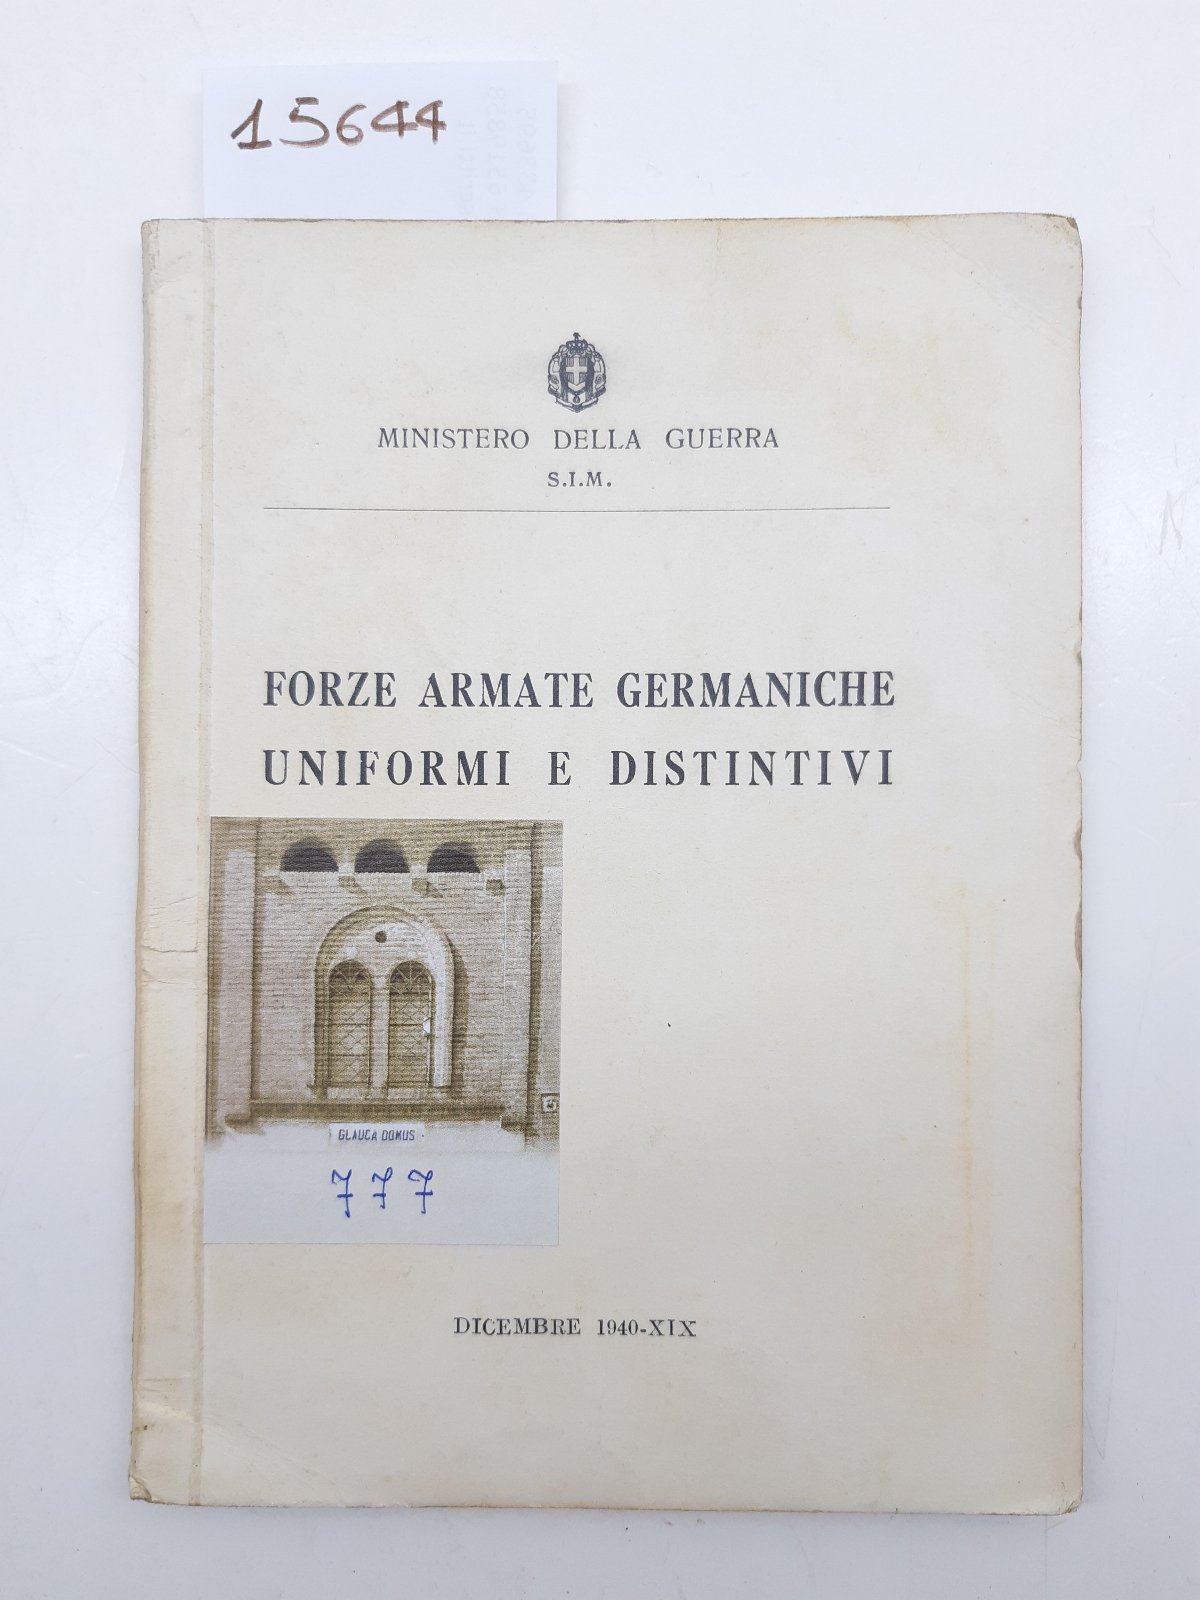 15644
MINISTERO DELLA GUERRA
S.I.M.
FORZE ARMATE GERMANICHE
UNIFORMI E DISTINTIVI
GLAUCA DOMUS
777
DICEMBRE 1940-XIX